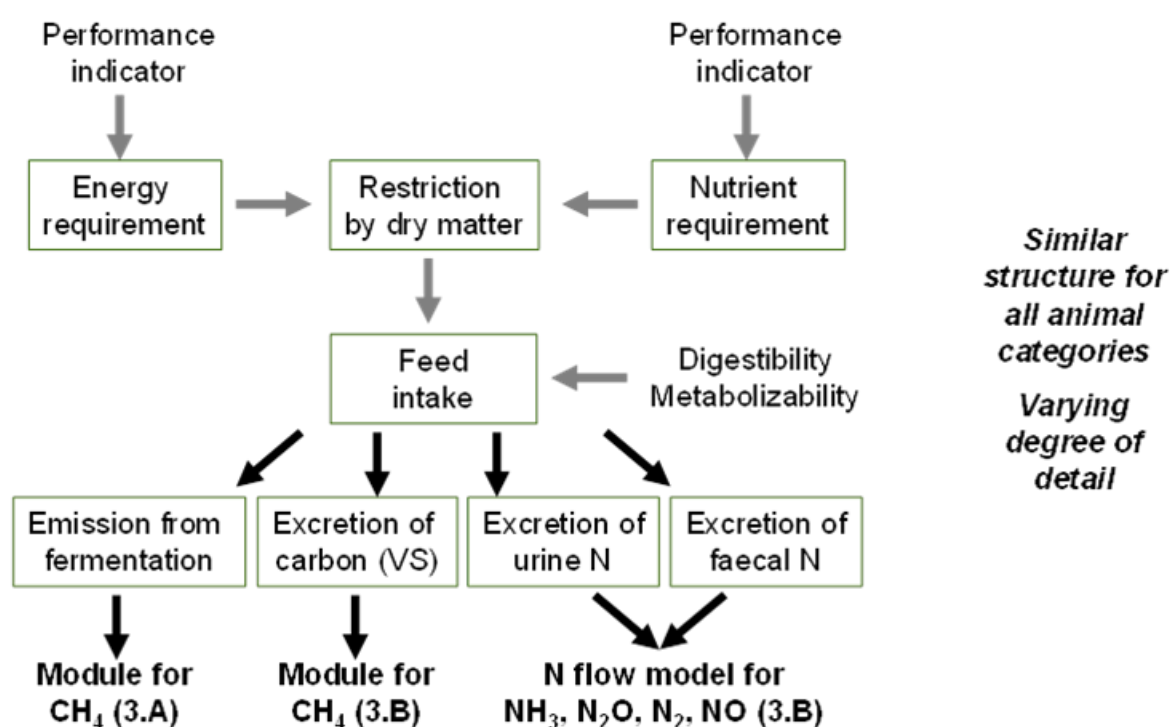 Performance
indicator
Performance
indicator
Energy
requirement
Restriction
by dry matter
Nutrient
requirement
Similar
structure for
all animal
categories
Varying
degree of
detail
Feed
intake
Digestibility
Metabolizability
Emission from
fermentation
Excretion of
carbon (VS)
Excretion of
urine N
Excretion of
faecal N
Module for
CH₄ (3.A)
Module for
CH₄ (3.B)
N flow model for
NH₃, N₂O, N₂, NO (3.B)